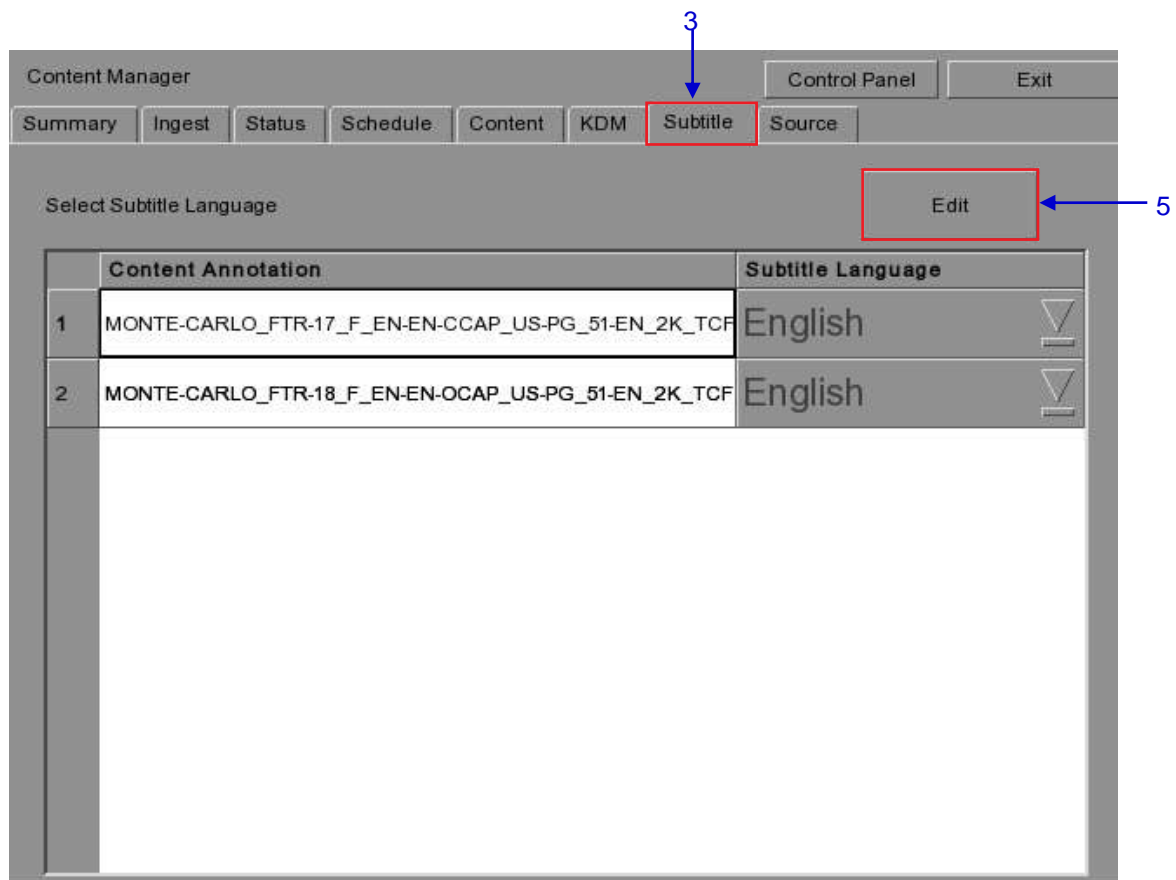 3
Content Manager Control Panel Exit
Summary Ingest Status Schedule Content KDM Subtitle Source
Select Subtitle Language Edit
5
Content Annotation Subtitle Language
1 MONTE-CARLO_FTR-17_F_EN-EN-CCAP_US-PG_51-EN_2K_TCF English
2 MONTE-CARLO_FTR-18_F_EN-EN-OCAP_US-PG_51-EN_2K_TCF English